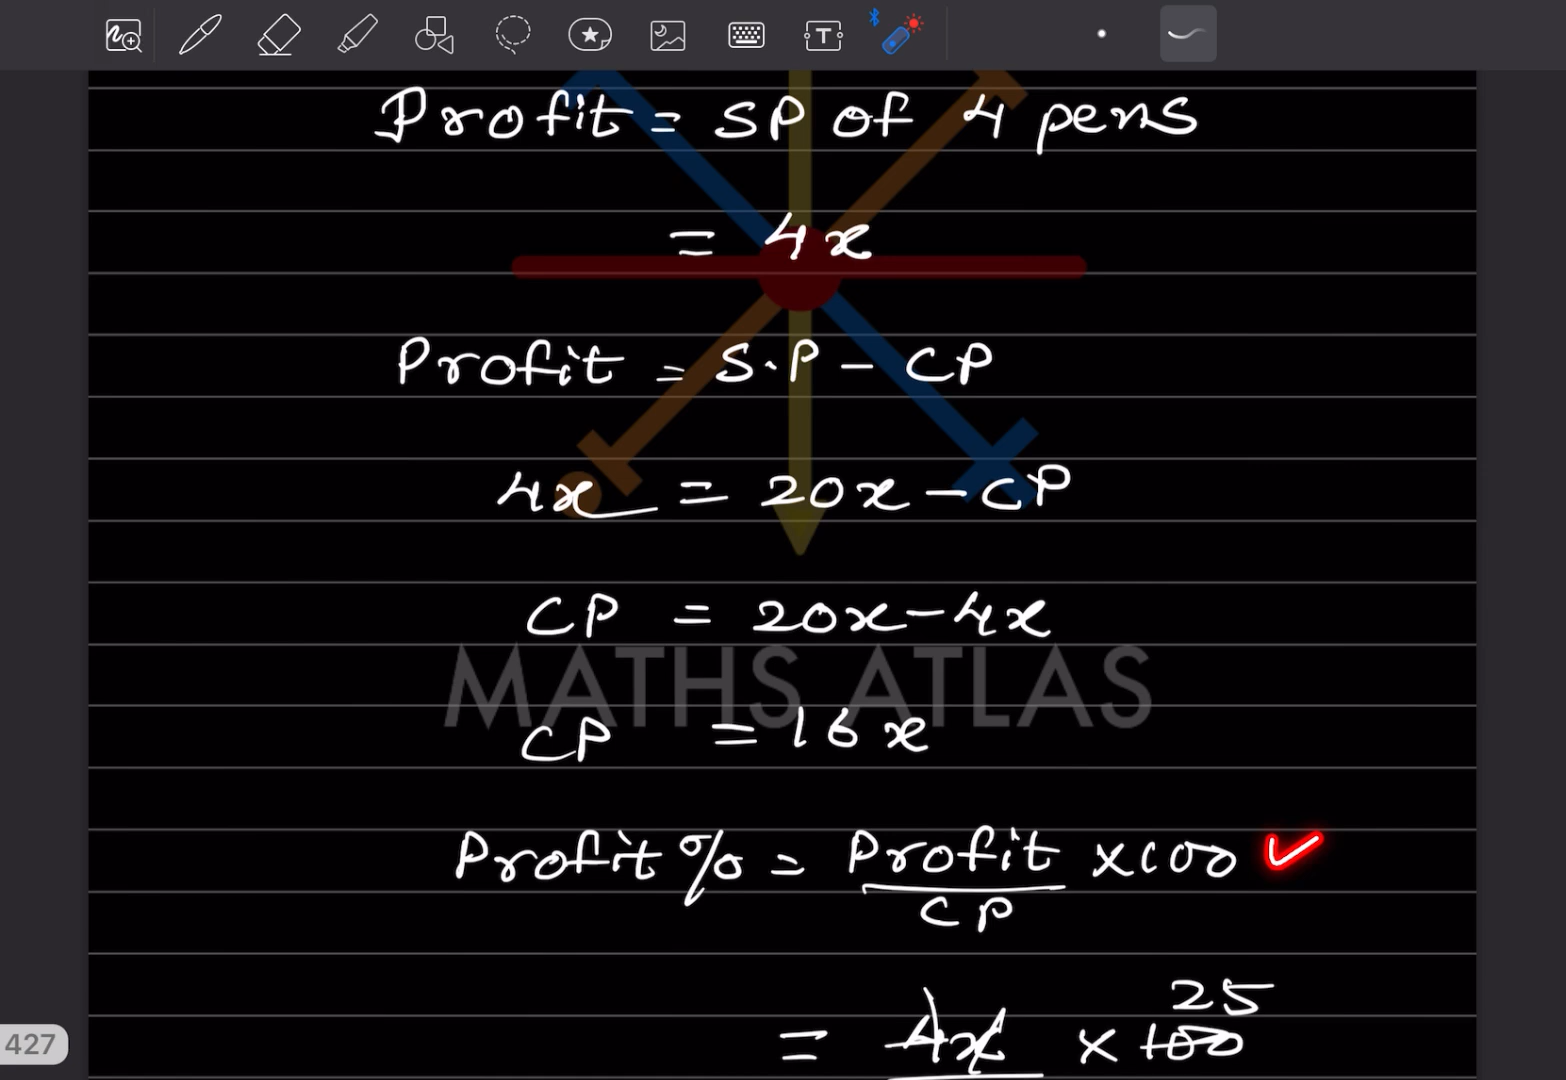 Profit = SP of 4 pens
= 4x
Profit = S.P - CP
4x = 20x - CP
CP = 20x - 4x
MATHS ATLAS
CP = 16x
Profit % = Profit x100
CP
25
= 4x x 100
427